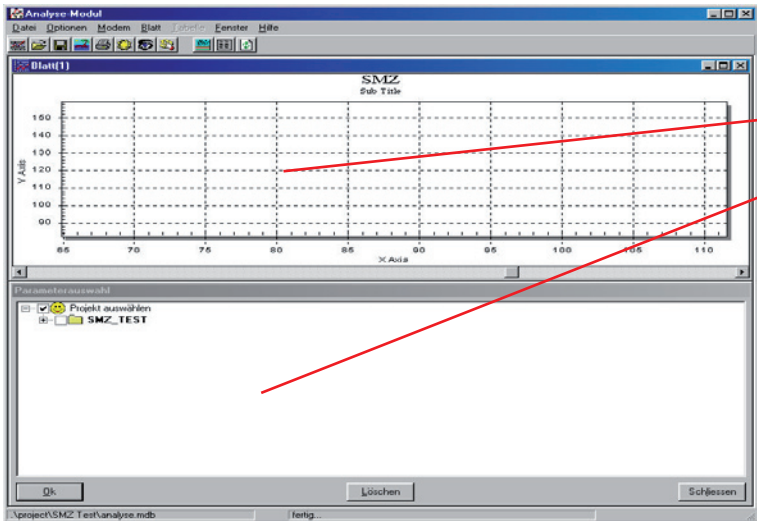 Analyse-Modul
Datei Optionen Modem Blatt Tabelle Fenster Hilfe
Blatt(1)
SMZ
Sub Title
Y Axis
150
140
130
120
110
100
90
65 70 75 80 85 90 95 100 105 110
X Axis
Parameterauswahl
Projekt auswählen
SMZ_TEST
Ok Löschen Schliessen
.\project\SMZ Test\analyse.mdb fertig...